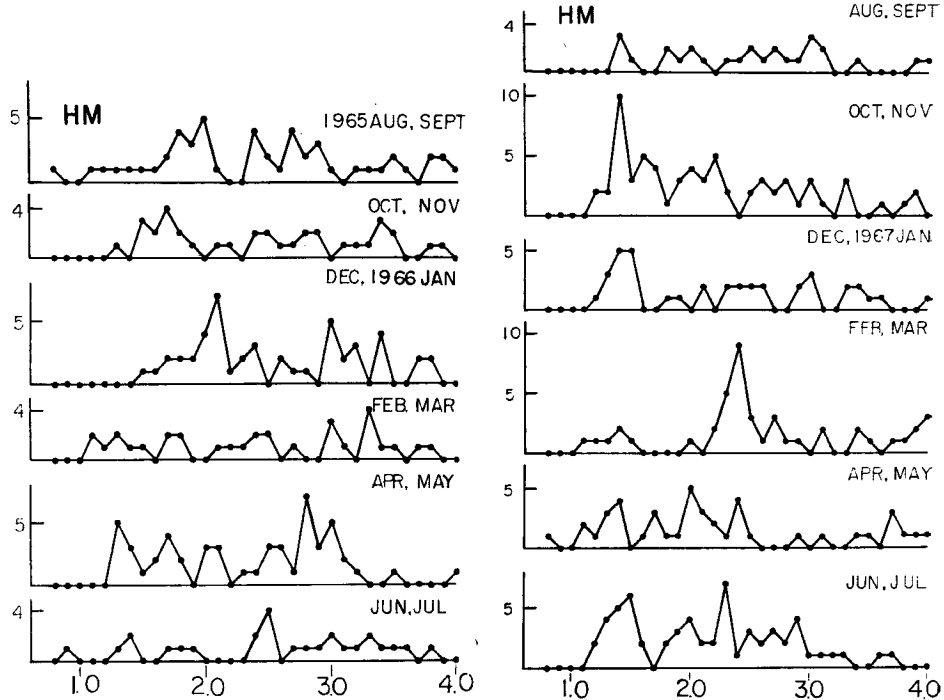 HM
5
1965 AUG, SEPT
4
OCT, NOV
DEC, 1966 JAN
5
4
FEB. MAR
APR, MAY
5
4
JUN, JUL
1.0 2.0 3.0 4.0
HM
AUG, SEPT
4
10
OCT, NOV
5
DEC, 1967 JAN
5
FEB, MAR
10
5
APR, MAY
5
JUN, JUL
5
1.0 2.0 3.0 4.0